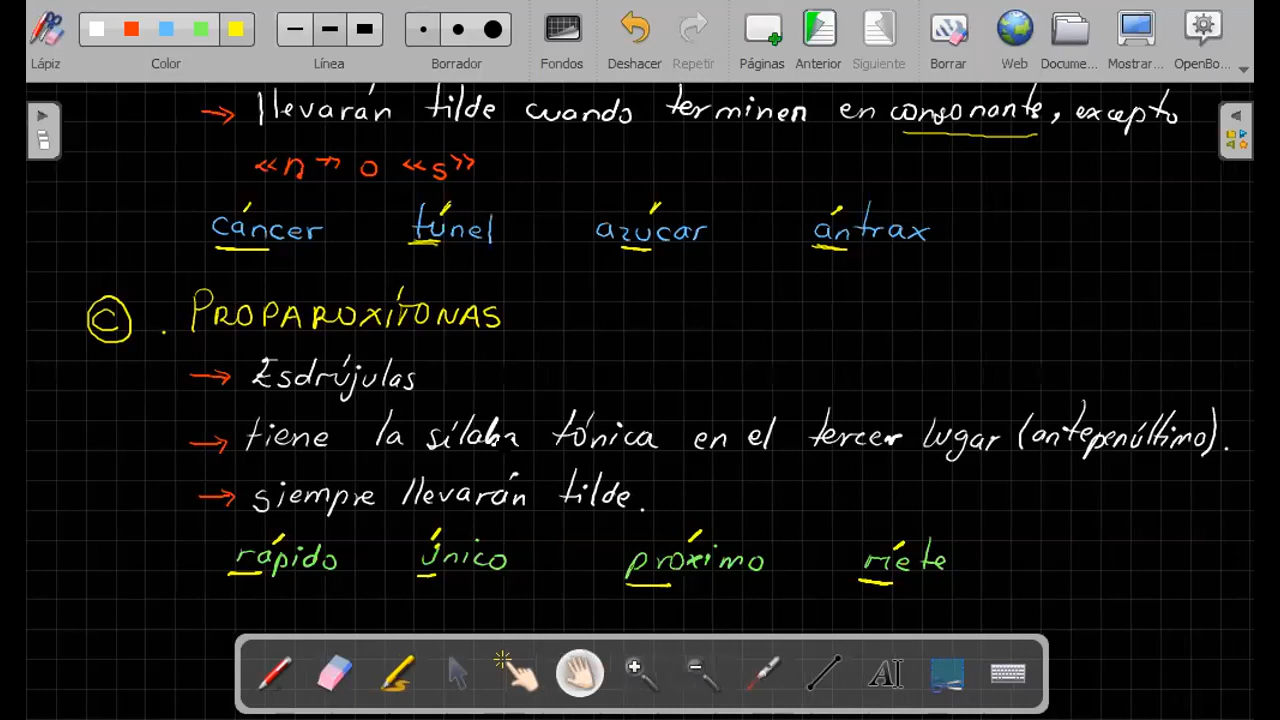 Lápiz Color Línea Borrador Fondos Deshacer Repetir Páginas Anterior Siguiente Borrar Web Docume... Mostrar... OpenBo...
→ llevarán tilde cuando terminen en consonante, excepto
«n» o «s»
cáncer túnel azúcar ántrax
C . PROPAROXÍTONAS
→ Esdrújulas
→ tiene la sílaba tónica en el tercer lugar (antepenúltimo).
→ siempre llevarán tilde.
rápido único próximo ríete
AI